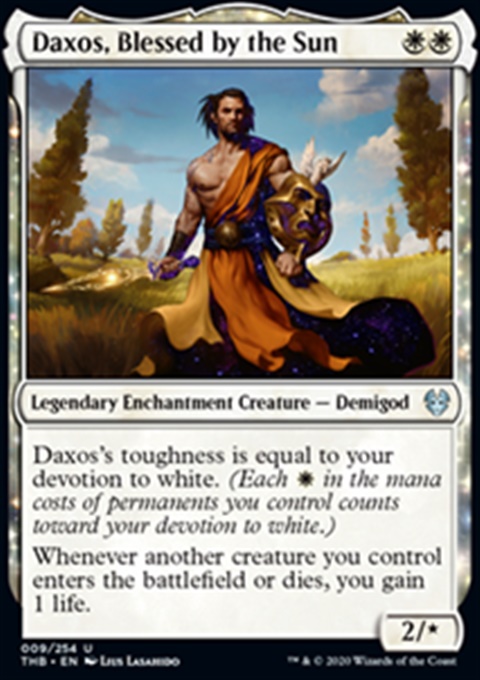 Daxos, Blessed by the Sun
Legendary Enchantment Creature — Demigod
Daxos's toughness is equal to your
devotion to white. (Each in the mana
costs of permanents you control counts
toward your devotion to white.)
Whenever another creature you control
enters the battlefield or dies, you gain
1 life.
2/*
009/254 U
THB • EN Lius Lasahido
™ & © 2020 Wizards of the Coast